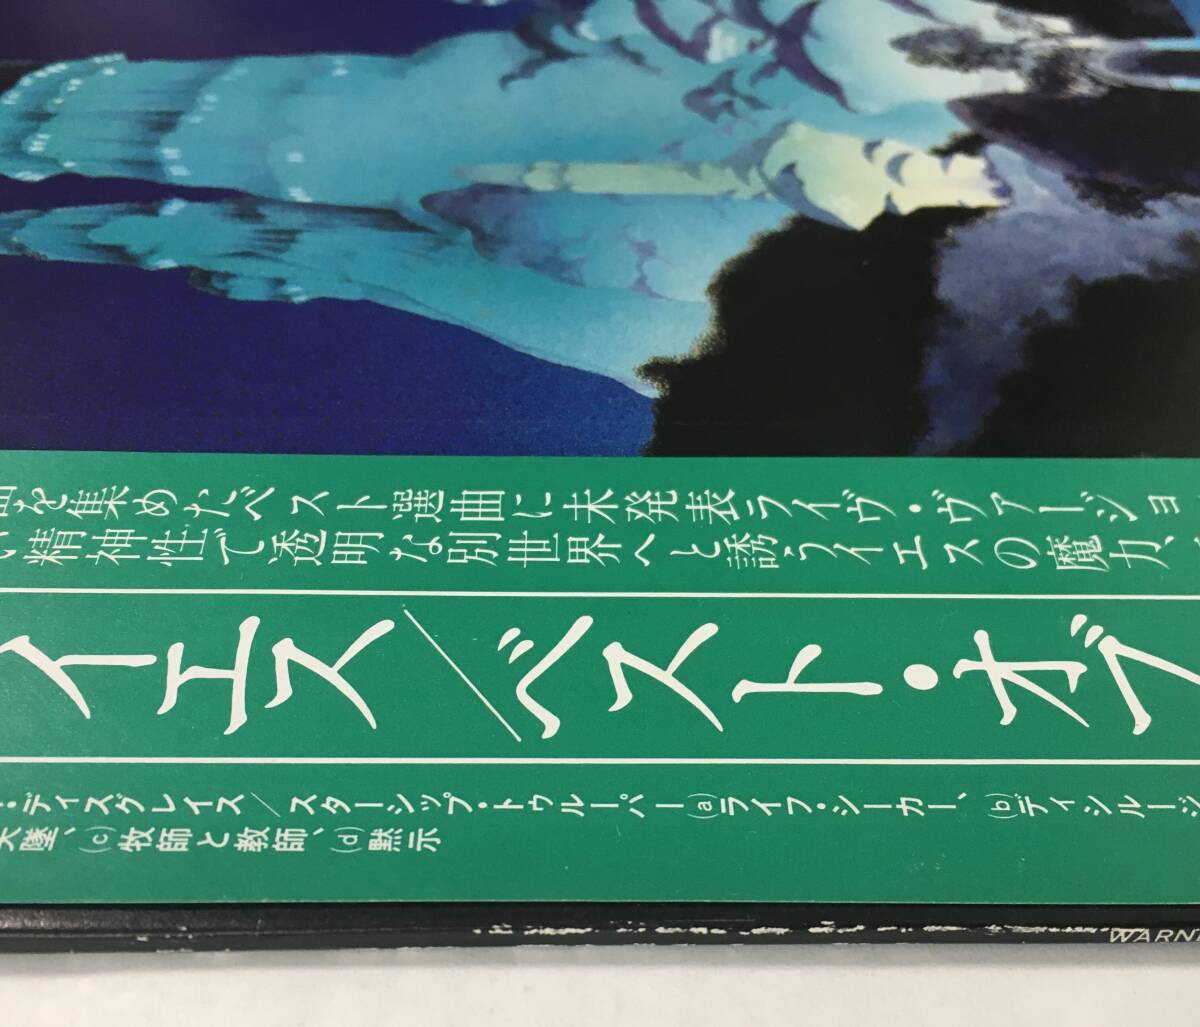 を集めたベスト選曲に未発表ライヴ・ヴァージョ
い精神性で透明な別世界へと誘うイエスの魔力、
イエス/ベスト・オブ
・ディスグレイス/スターシップ・トゥルーパー(a)ライフ・シーカー、(b)ディシルージ
墜、(c)牧師と教師、(d)黙示
WARN